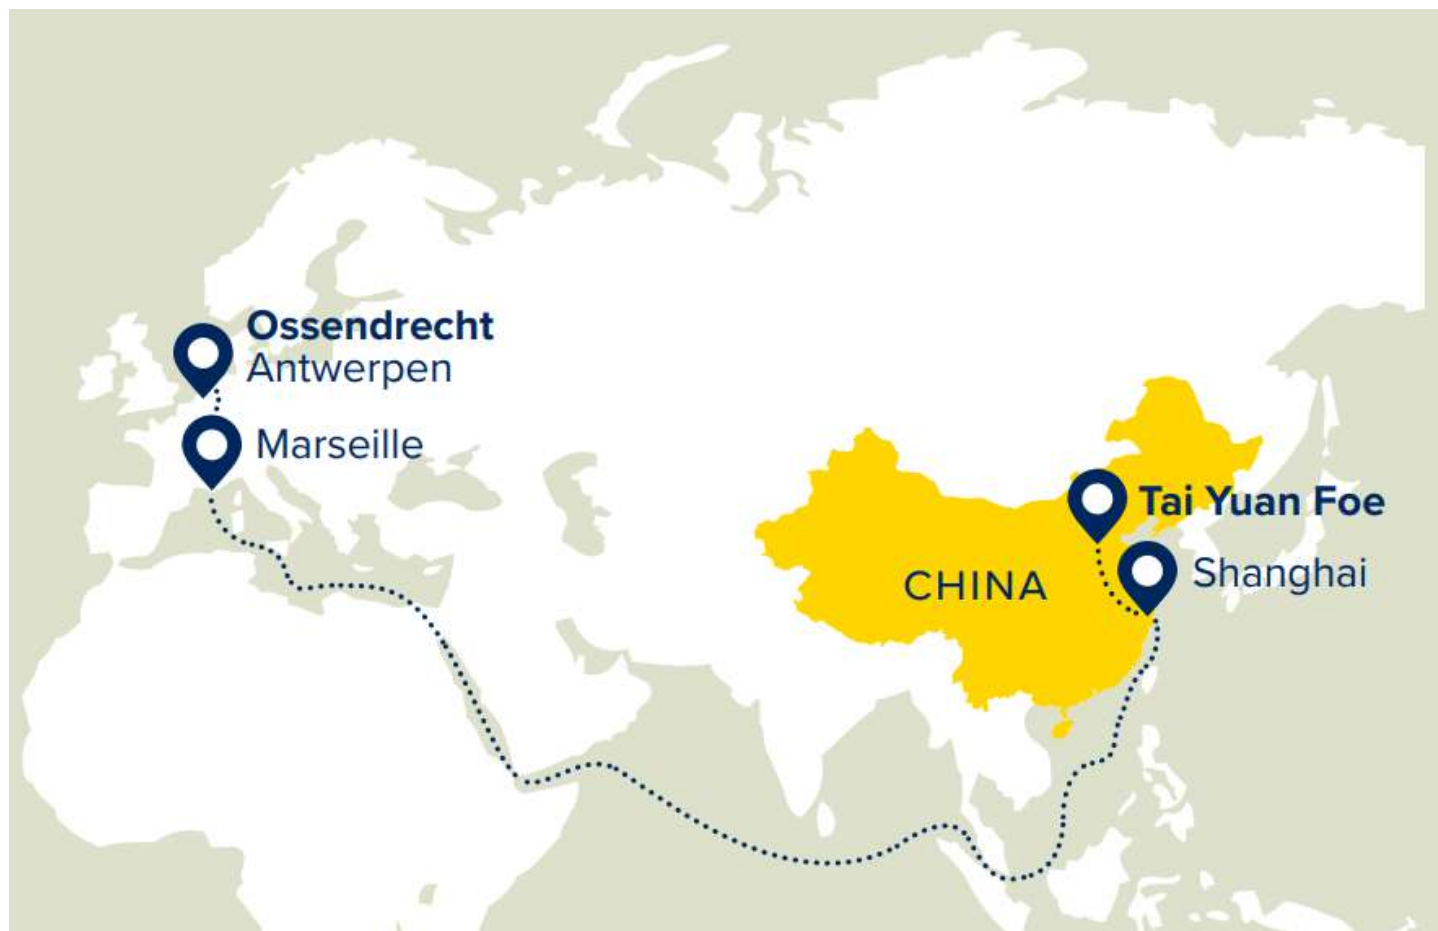 Ossendrecht
Antwerpen
Marseille
Tai Yuan Foe
CHINA
Shanghai